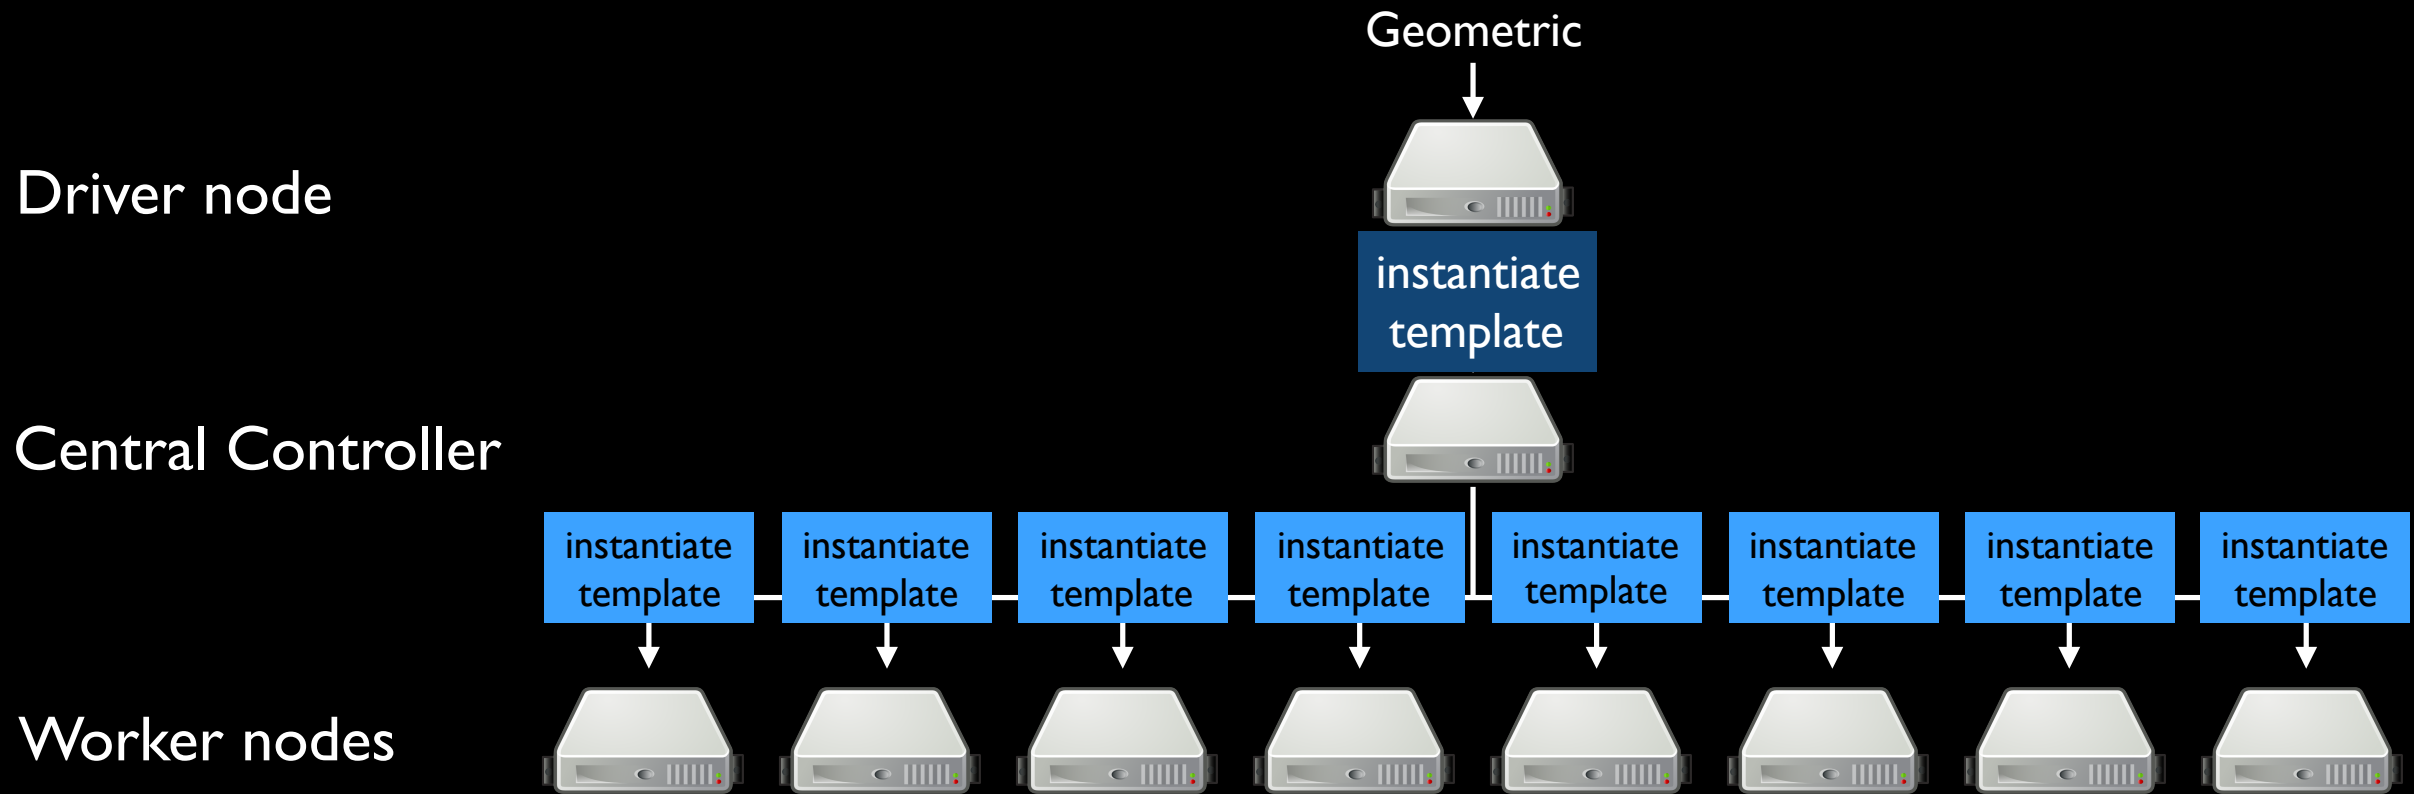 Geometric
Driver node
instantiate
template
Central Controller
instantiate
template
instantiate
template
instantiate
template
instantiate
template
instantiate
template
instantiate
template
instantiate
template
instantiate
template
Worker nodes